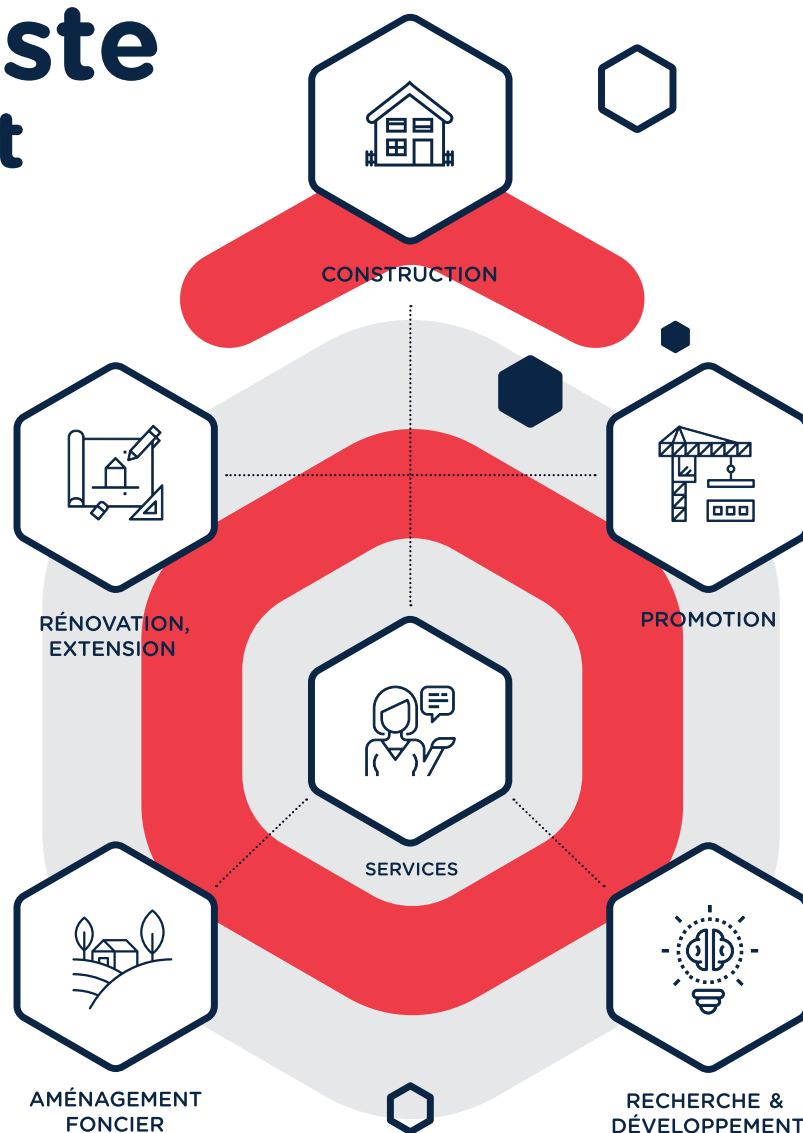 ste
t
CONSTRUCTION
RÉNOVATION,
EXTENSION
PROMOTION
SERVICES
AMÉNAGEMENT
FONCIER
RECHERCHE &
DÉVELOPPEMENT